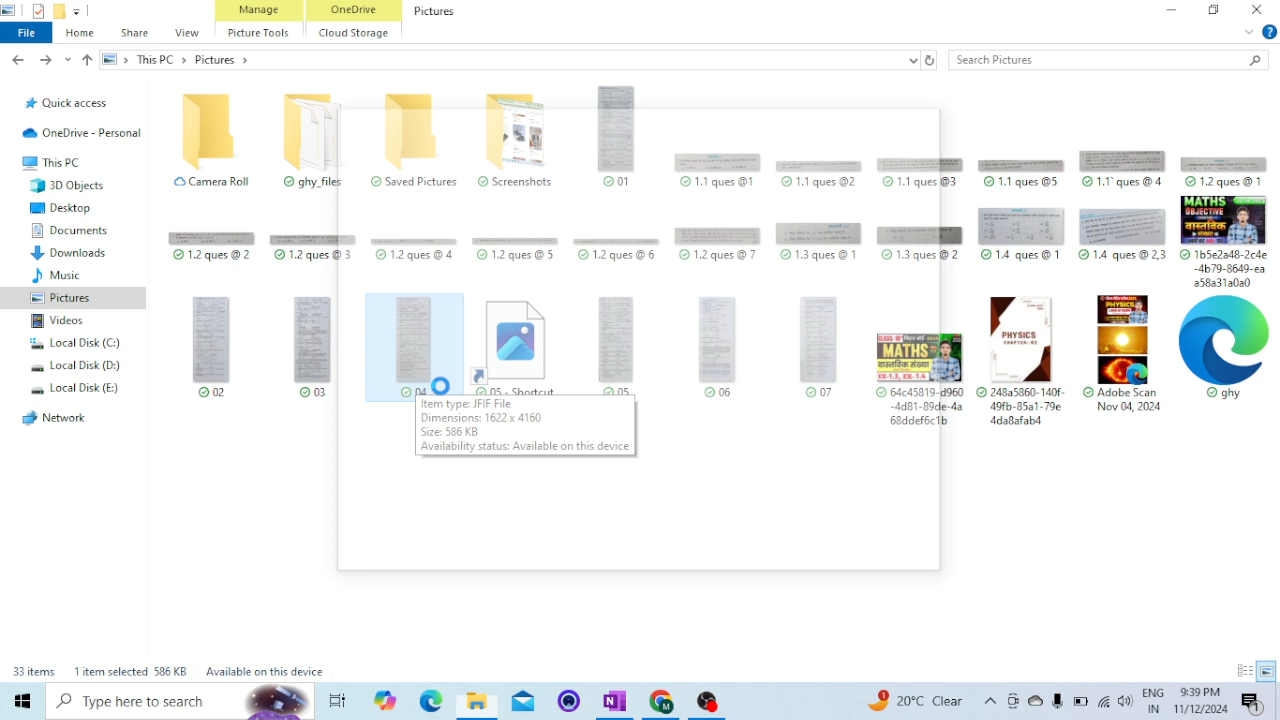 Manage
OneDrive
Pictures
File
Home
Share
View
Picture Tools
Cloud Storage
This PC
Pictures
Search Pictures
Quick access
OneDrive - Personal
This PC
3D Objects
Desktop
Documents
Downloads
Music
Pictures
Videos
Local Disk (C:)
Local Disk (D:)
Local Disk (E:)
Network
Camera Roll
ghy_files
Saved Pictures
Screenshots
01
1.1 ques @1
1.1 ques @2
1.1 ques @3
1.1 ques @5
1.1` ques @ 4
1.2 ques @ 1
1.2 ques @ 2
1.2 ques @ 3
1.2 ques @ 4
1.2 ques @ 5
1.2 ques @ 6
1.2 ques @ 7
1.3 ques @ 1
1.3 ques @ 2
1.4 ques @ 1
1.4 ques @ 2,3
MATHS
OBJECTIVE
वास्तविक
संख्या
1b5e2a48-2c4e
-4b79-8649-ea
a58a31a0a0
02
03
04
05 - Shortcut
05
06
07
CLASS 10
MATHS
वास्तविक संख्या
64c45819-d960
-4d81-89de-4a
68ddef6c1b
PHYSICS
CHAPTER-02
248a5860-140f-
49fb-85a1-79e
4da8afab4
PHYSICS
Adobe Scan
Nov 04, 2024
ghy
Item type: JFIF File
Dimensions: 1622 x 4160
Size: 586 KB
Availability status: Available on this device
33 items
1 item selected 586 KB
Available on this device
Type here to search
1
20°C Clear
ENG
IN
9:39 PM
11/12/2024
1